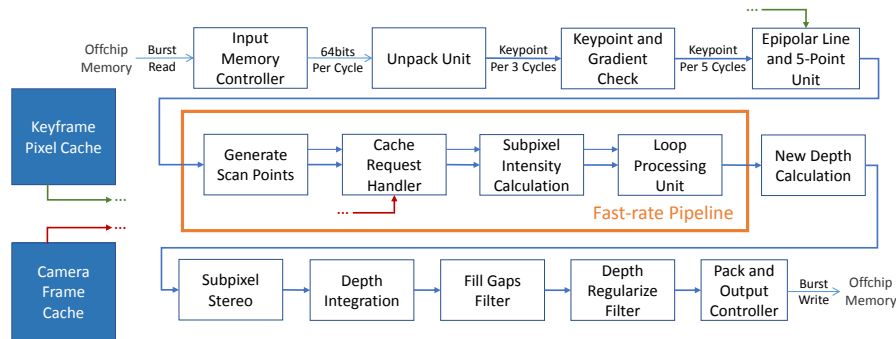 Offchip
Memory
Burst
Read
Input
Memory
Controller
64bits
Per Cycle
Unpack Unit
Keypoint
Per 3 Cycles
Keypoint and
Gradient
Check
Keypoint
Per 5 Cycles
...
Epipolar Line
and 5-Point
Unit
Keyframe
Pixel Cache
...
Generate
Scan Points
Cache
Request
Handler
...
Subpixel
Intensity
Calculation
Loop
Processing
Unit
Fast-rate Pipeline
New Depth
Calculation
...
Camera
Frame
Cache
Subpixel
Stereo
Depth
Integration
Fill Gaps
Filter
Depth
Regularize
Filter
Pack and
Output
Controller
Burst
Write
Offchip
Memory